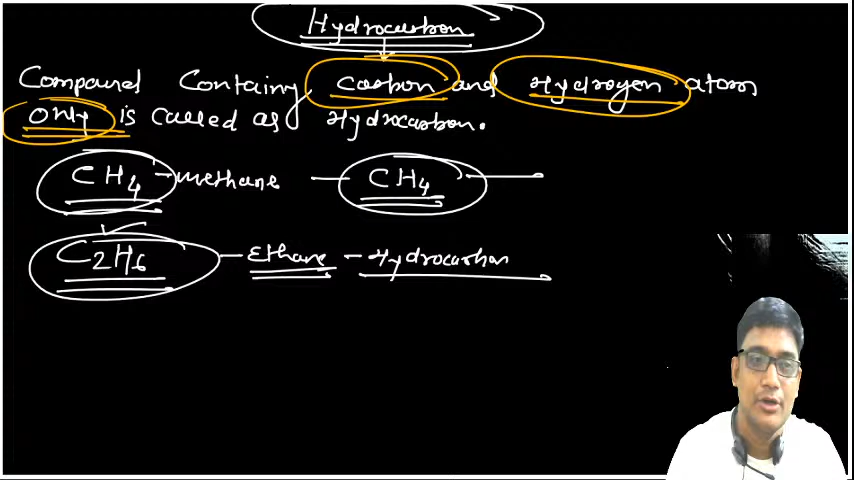 Hydrocarbon
Compound Containing Carbon and Hydrogen atom
only is called as Hydrocarbon.
CH4 - methane — CH4 —
C2H6 - Ethane - Hydrocarbon